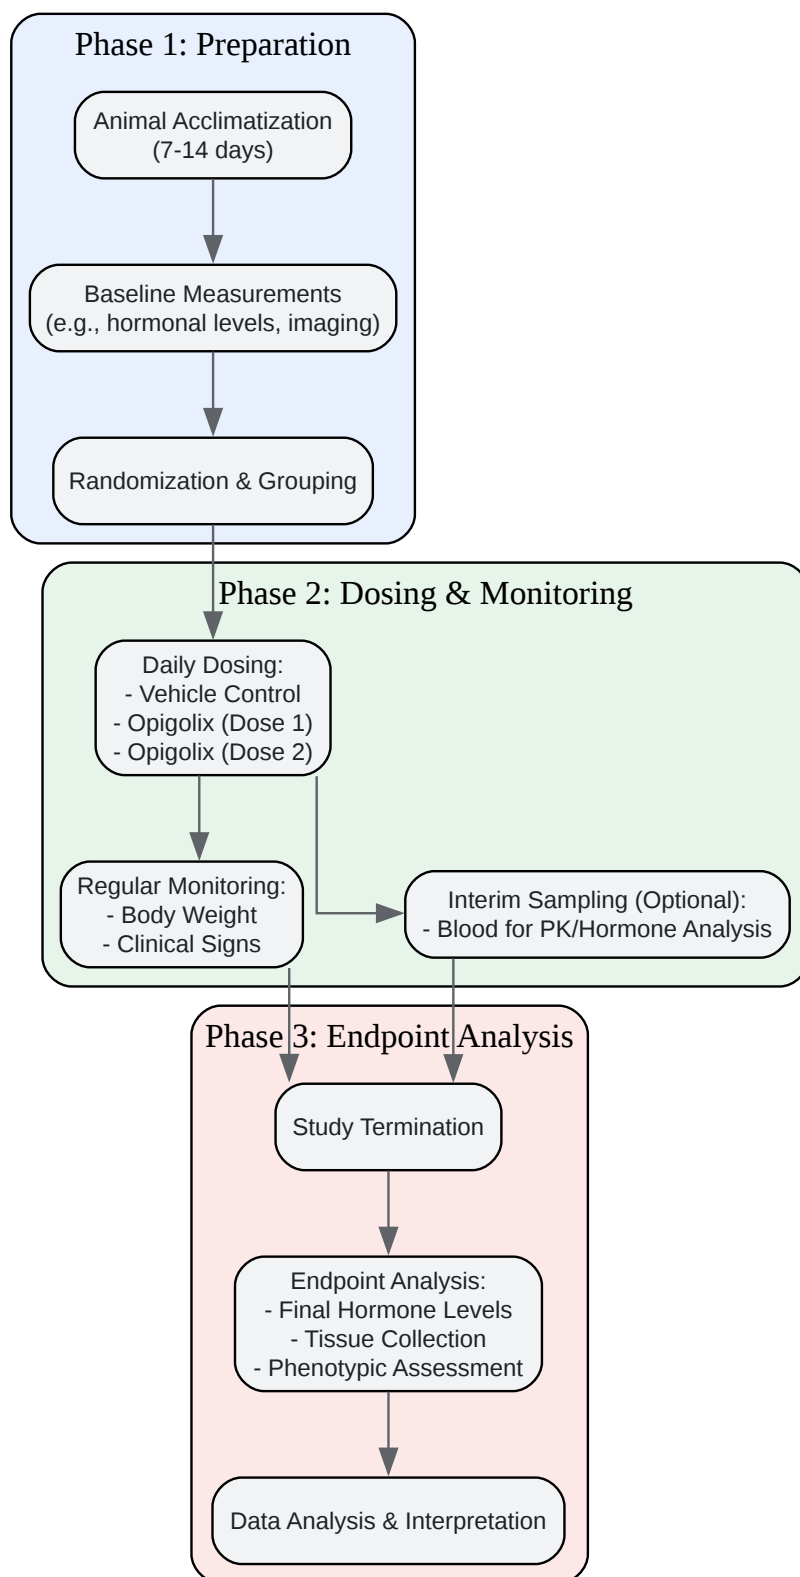 Phase 1: Preparation
Animal Acclimatization
(7-14 days)
Baseline Measurements
(e.g., hormonal levels, imaging)
Randomization & Grouping
Phase 2: Dosing & Monitoring
Daily Dosing:
- Vehicle Control
- Opigolix (Dose 1)
- Opigolix (Dose 2)
Regular Monitoring:
- Body Weight
- Clinical Signs
Interim Sampling (Optional):
- Blood for PK/Hormone Analysis
Phase 3: Endpoint Analysis
Study Termination
Endpoint Analysis:
- Final Hormone Levels
- Tissue Collection
- Phenotypic Assessment
Data Analysis & Interpretation